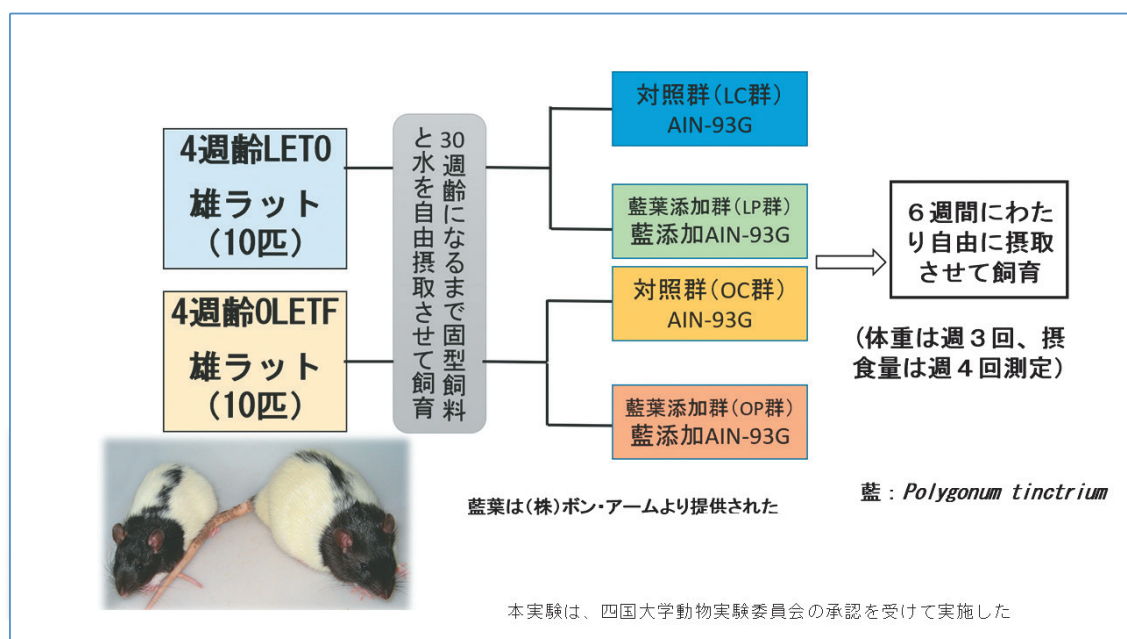 4週齢LETO
雄ラット
(10匹)
4週齢OLETF
雄ラット
(10匹)
30週齢になるまで固型飼料
と水を自由摂取させて飼育
対照群(LC群)
AIN-93G
藍葉添加群(LP群)
藍添加AIN-93G
対照群(OC群)
AIN-93G
藍葉添加群(OP群)
藍添加AIN-93G
６週間にわた
り自由に摂取
させて飼育
(体重は週３回、摂
食量は週４回測定)
藍：Polygonum tinctrium
藍葉は(株)ボン・アームより提供された
本実験は、四国大学動物実験委員会の承認を受けて実施した